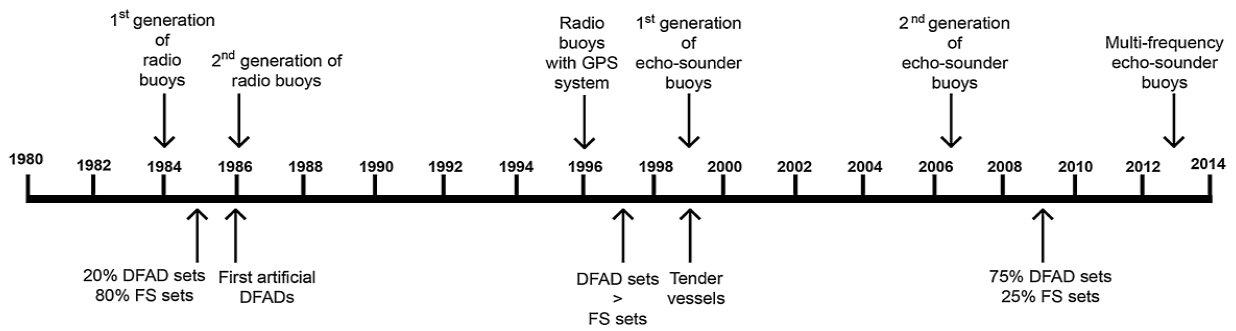 1st generation
of
radio
buoys
2nd generation of
radio buoys
Radio
buoys
with GPS
system
1st generation
of
echo-sounder
buoys
2nd generation
of
echo-sounder
buoys
Multi-frequency
echo-sounder
buoys
1980 1982 1984 1986 1988 1990 1992 1994 1996 1998 2000 2002 2004 2006 2008 2010 2012 2014
20% DFAD sets
80% FS sets
First artificial
DFADs
DFAD sets
>
FS sets
Tender
vessels
75% DFAD sets
25% FS sets